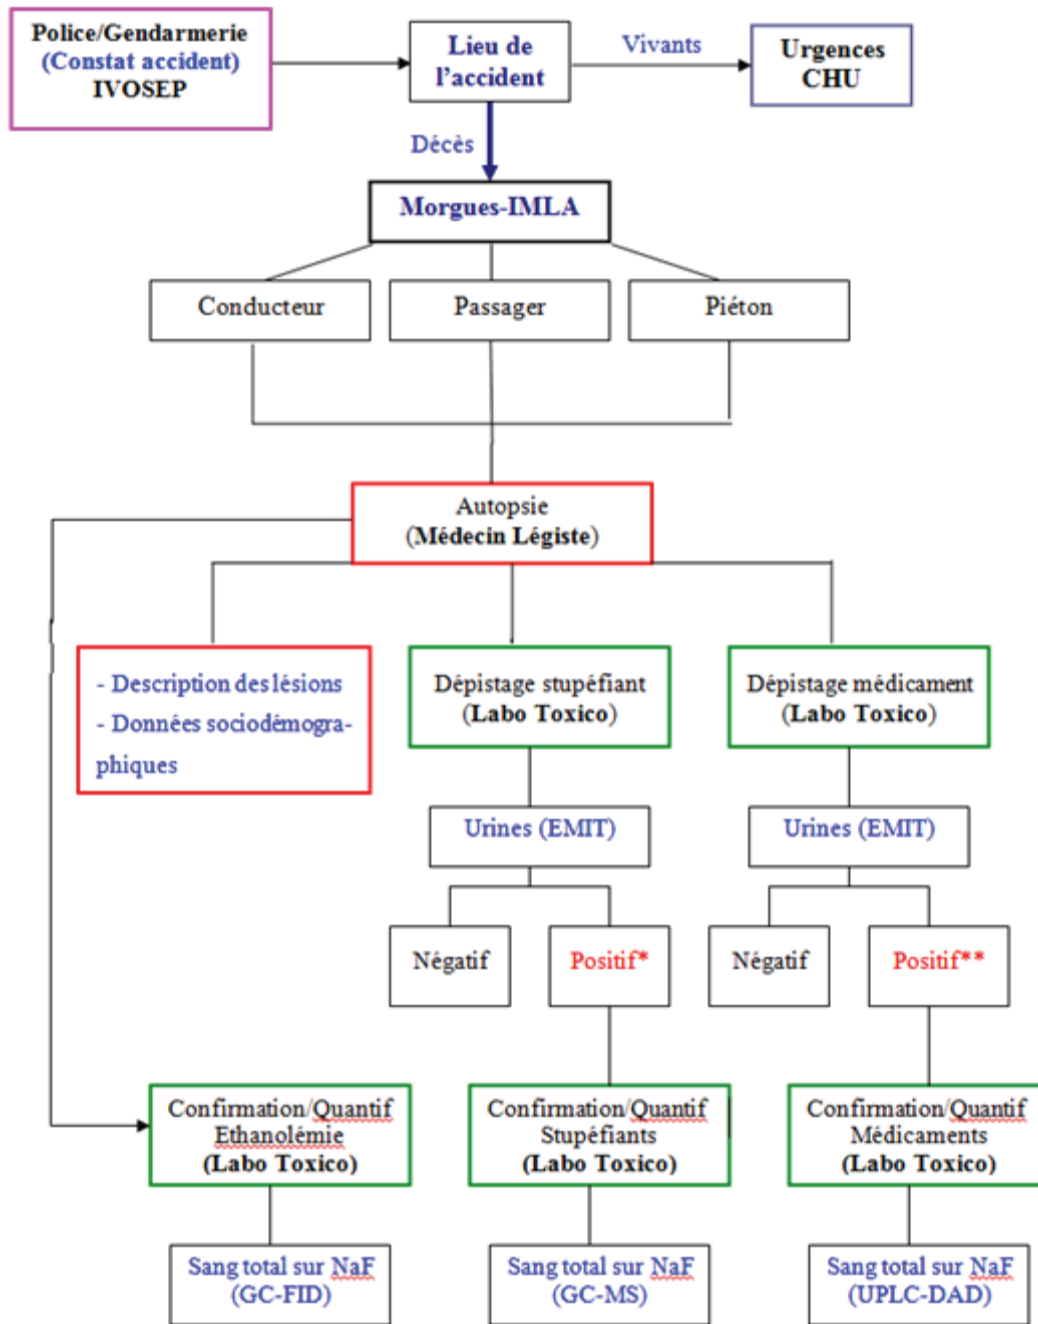 Police/Gendarmerie
(Constat accident)
IVOSEP
Lieu de
l'accident
Vivants
Urgences
CHU
Décès
Morgues-IMLA
Conducteur
Passager
Piéton
Autopsie
(Médecin Légiste)
- Description des lésions
- Données sociodémogra-
phiques
Dépistage stupéfiant
(Labo Toxico)
Dépistage médicament
(Labo Toxico)
Urines (EMIT)
Urines (EMIT)
Négatif
Positif*
Négatif
Positif**
Confirmation/Quantif
Ethanolémie
(Labo Toxico)
Confirmation/Quantif
Stupéfiants
(Labo Toxico)
Confirmation/Quantif
Médicaments
(Labo Toxico)
Sang total sur NaF
(GC-FID)
Sang total sur NaF
(GC-MS)
Sang total sur NaF
(UPLC-DAD)